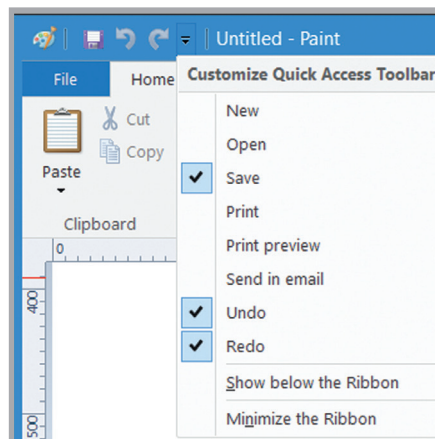 Untitled - Paint
File
Home
Customize Quick Access Toolbar
New
Open
Save
Print
Print preview
Send in email
Undo
Redo
Show below the Ribbon
Minimize the Ribbon
Cut
Copy
Paste
Clipboard
0
400
500